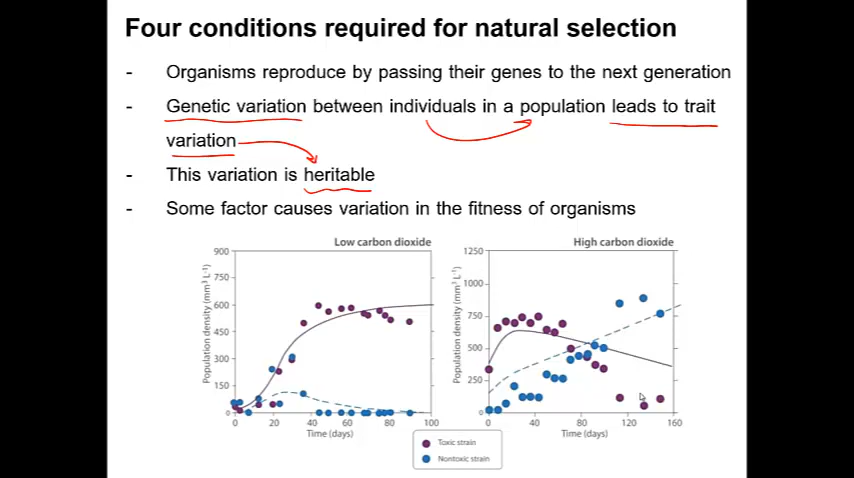 Four conditions required for natural selection
- Organisms reproduce by passing their genes to the next generation
- Genetic variation between individuals in a population leads to trait
variation
- This variation is heritable
- Some factor causes variation in the fitness of organisms
Low carbon dioxide
900
750
600
450
300
150
0
Population density (mm³ L⁻¹)
0 20 40 60 80 100
Time (days)
High carbon dioxide
1250
1000
750
500
250
0
Population density (mm³ L⁻¹)
0 40 80 120 160
Time (days)
Toxic strain
Nontoxic strain